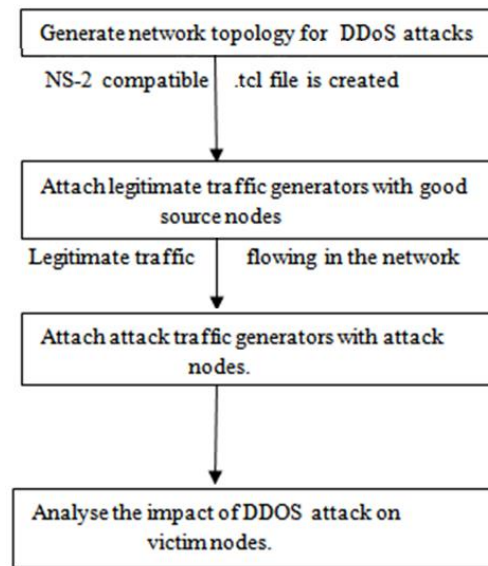 Generate network topology for DDoS attacks
NS-2 compatible .tcl file is created
Attach legitimate traffic generators with good
source nodes
Legitimate traffic flowing in the network
Attach attack traffic generators with attack
nodes.
Analyse the impact of DDOS attack on
victim nodes.